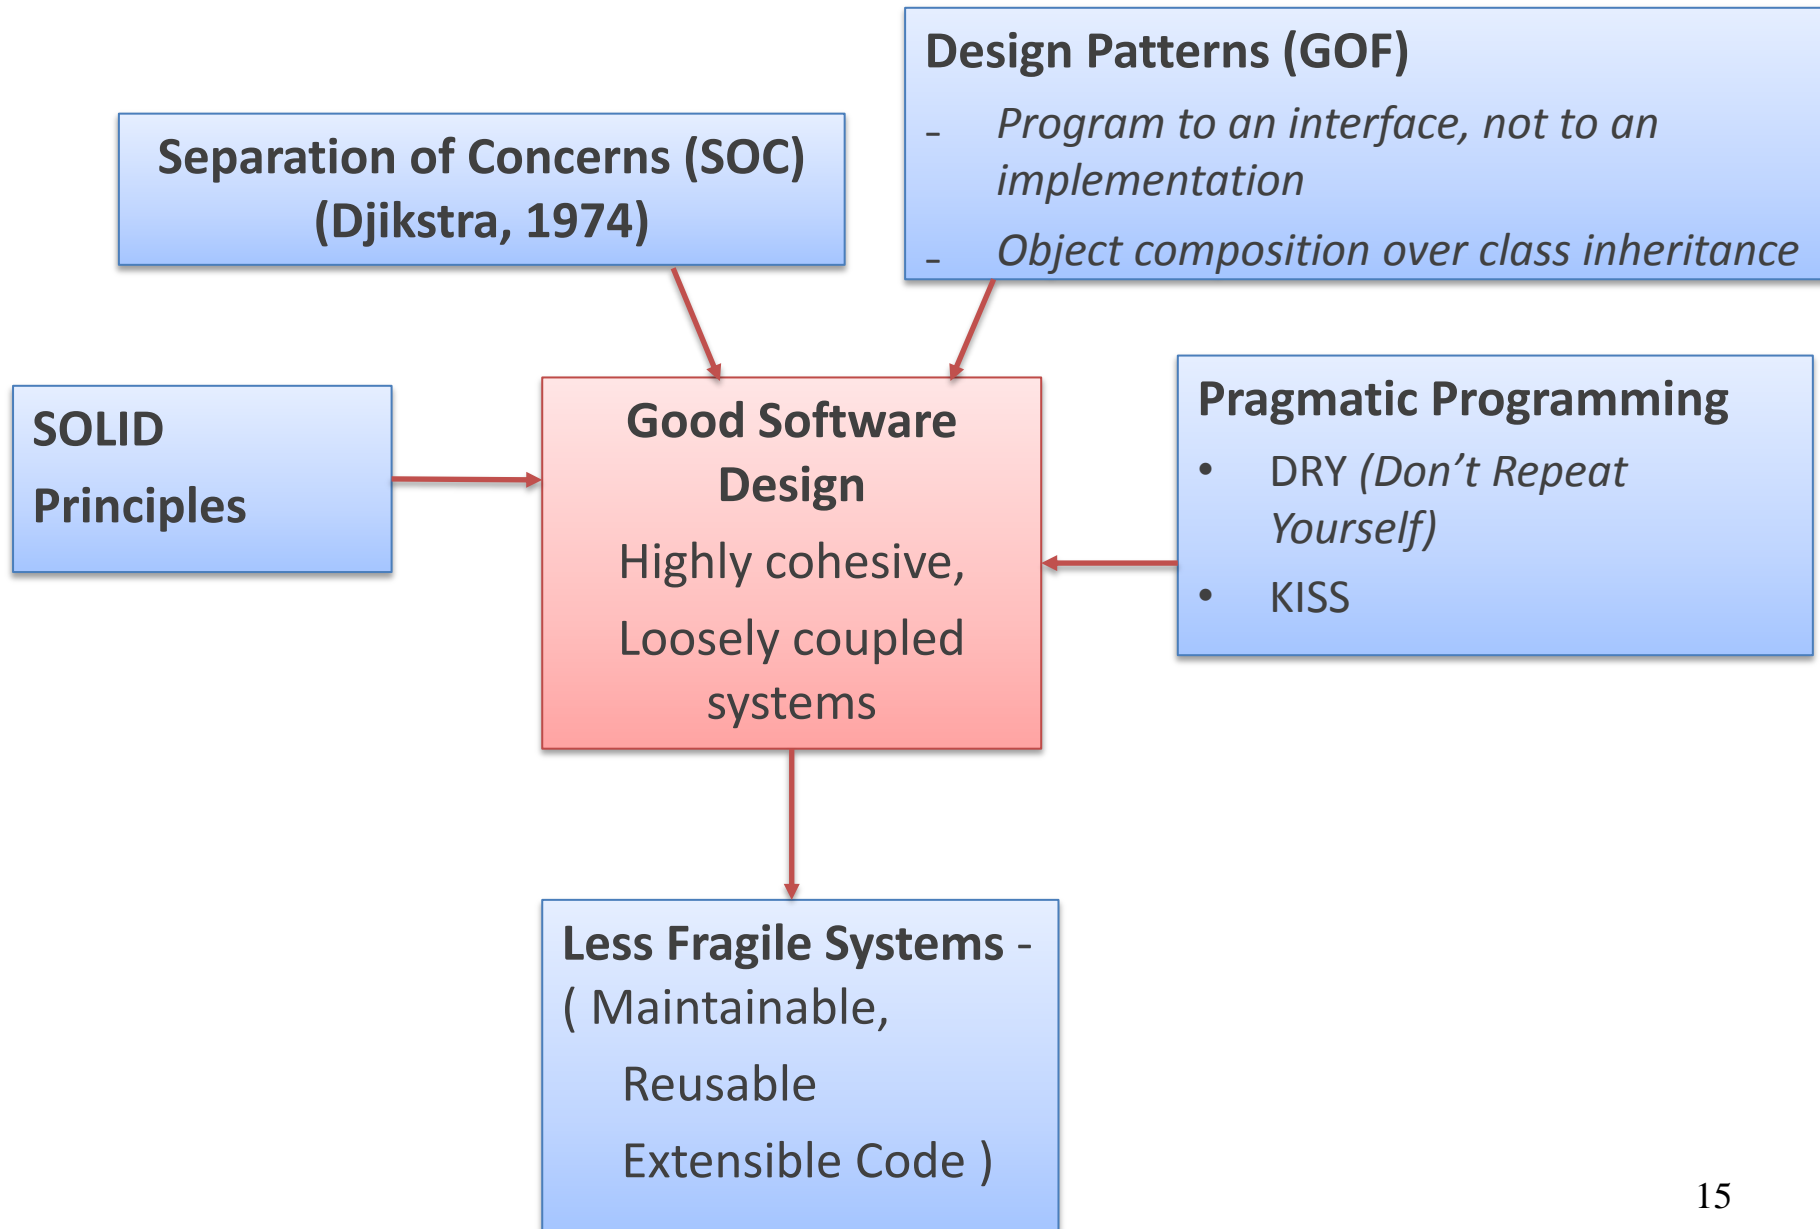 Design Patterns (GOF)
- Program to an interface, not to an
implementation
- Object composition over class inheritance
Separation of Concerns (SOC)
(Djikstra, 1974)
SOLID
Principles
Good Software
Design
Highly cohesive,
Loosely coupled
systems
Pragmatic Programming
• DRY (Don’t Repeat
Yourself)
• KISS
Less Fragile Systems -
( Maintainable,
Reusable
Extensible Code )
15